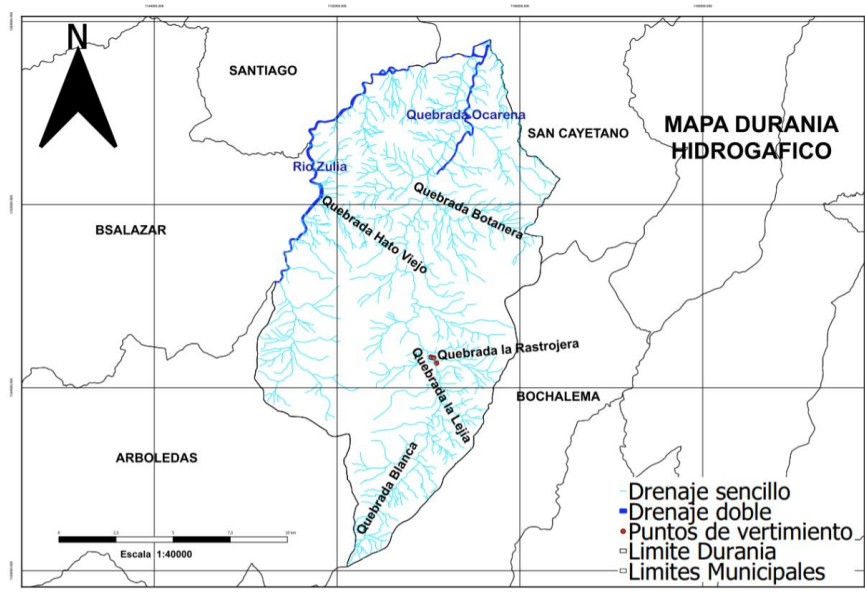 N
SANTIAGO
Quebrada Ocarena
SAN CAYETANO
MAPA DURANIA
HIDROGAFICO
Rio Zulia
Quebrada Botanera
Quebrada Hato Viejo
BSALAZAR
Quebrada la Rastrojera
Quebrada la Lejía
BOCHALEMA
ARBOLEDAS
Quebrada Blanca
Drenaje sencillo
Drenaje doble
Puntos de vertimiento
Limite Durania
Limites Municipales
Escala 1:40000